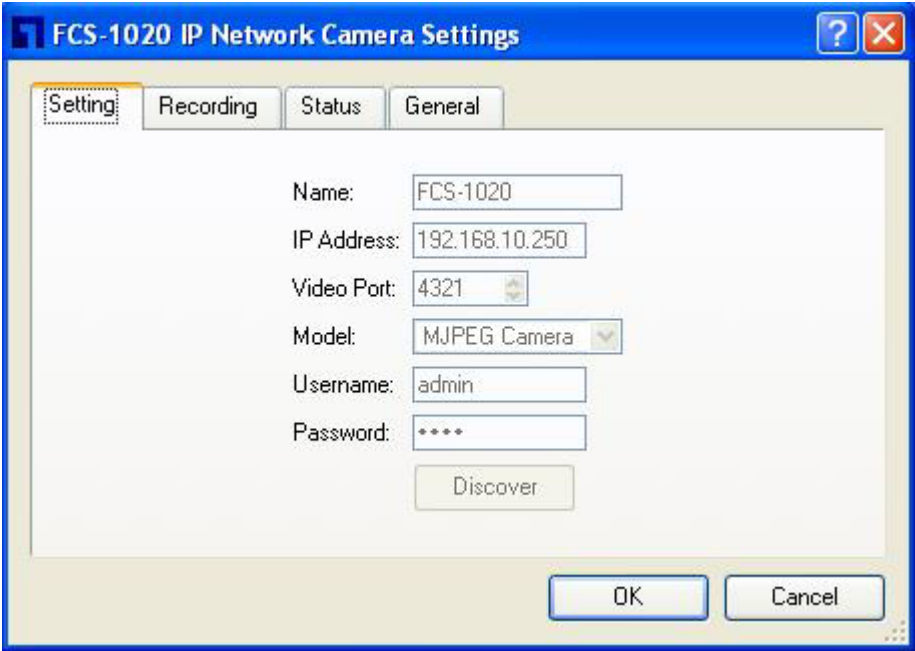 FCS-1020 IP Network Camera Settings
Setting Recording Status General
Name: FCS-1020
IP Address: 192.168.10.250
Video Port: 4321
Model: MJPEG Camera
Username: admin
Password: ••••
Discover
OK Cancel